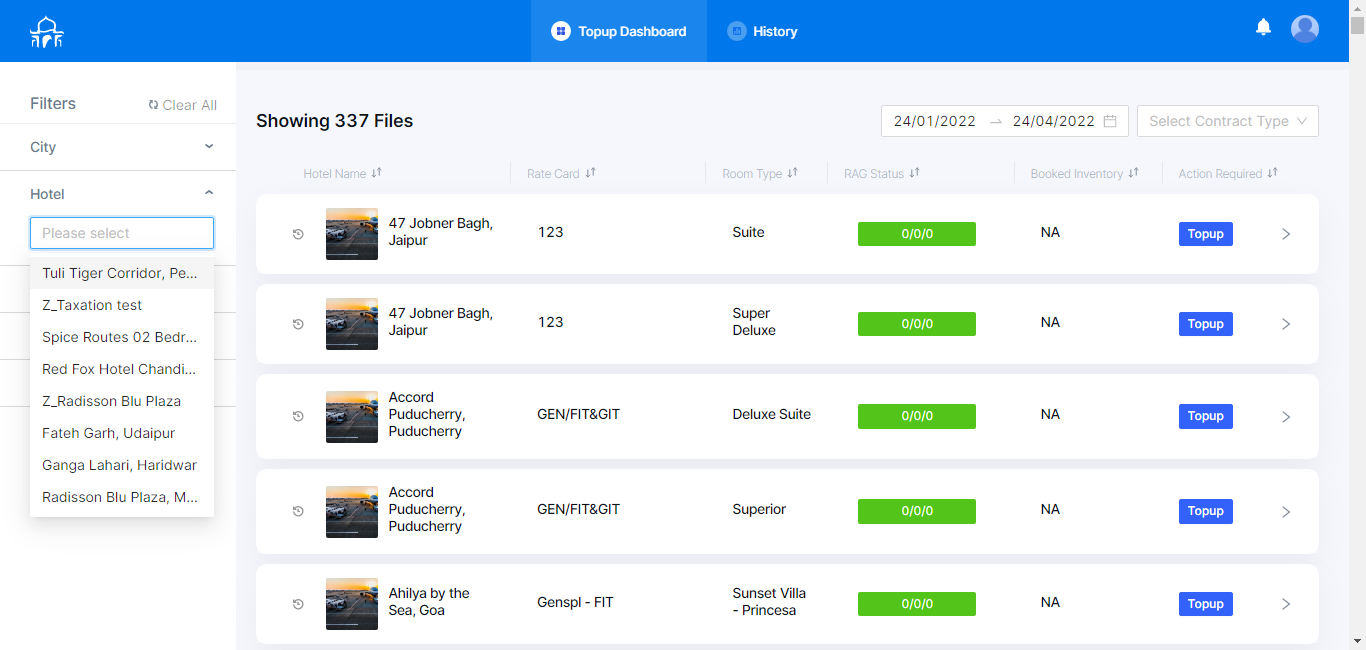 Topup Dashboard
History
Filters
Clear All
City
Hotel
Please select
Tuli Tiger Corridor, Pe...
Z_Taxation test
Spice Routes 02 Bedr...
Red Fox Hotel Chandi...
Z_Radisson Blu Plaza
Fateh Garh, Udaipur
Ganga Lahari, Haridwar
Radisson Blu Plaza, M...
Showing 337 Files
24/01/2022 → 24/04/2022
Select Contract Type
Hotel Name Rate Card Room Type RAG Status Booked Inventory Action Required
47 Jobner Bagh,
Jaipur
123
Suite
0/0/0
NA
Topup
47 Jobner Bagh,
Jaipur
123
Super
Deluxe
0/0/0
NA
Topup
Accord
Puducherry,
Puducherry
GEN/FIT&GIT
Deluxe Suite
0/0/0
NA
Topup
Accord
Puducherry,
Puducherry
GEN/FIT&GIT
Superior
0/0/0
NA
Topup
Ahilya by the
Sea, Goa
Genspl - FIT
Sunset Villa
- Princesa
0/0/0
NA
Topup